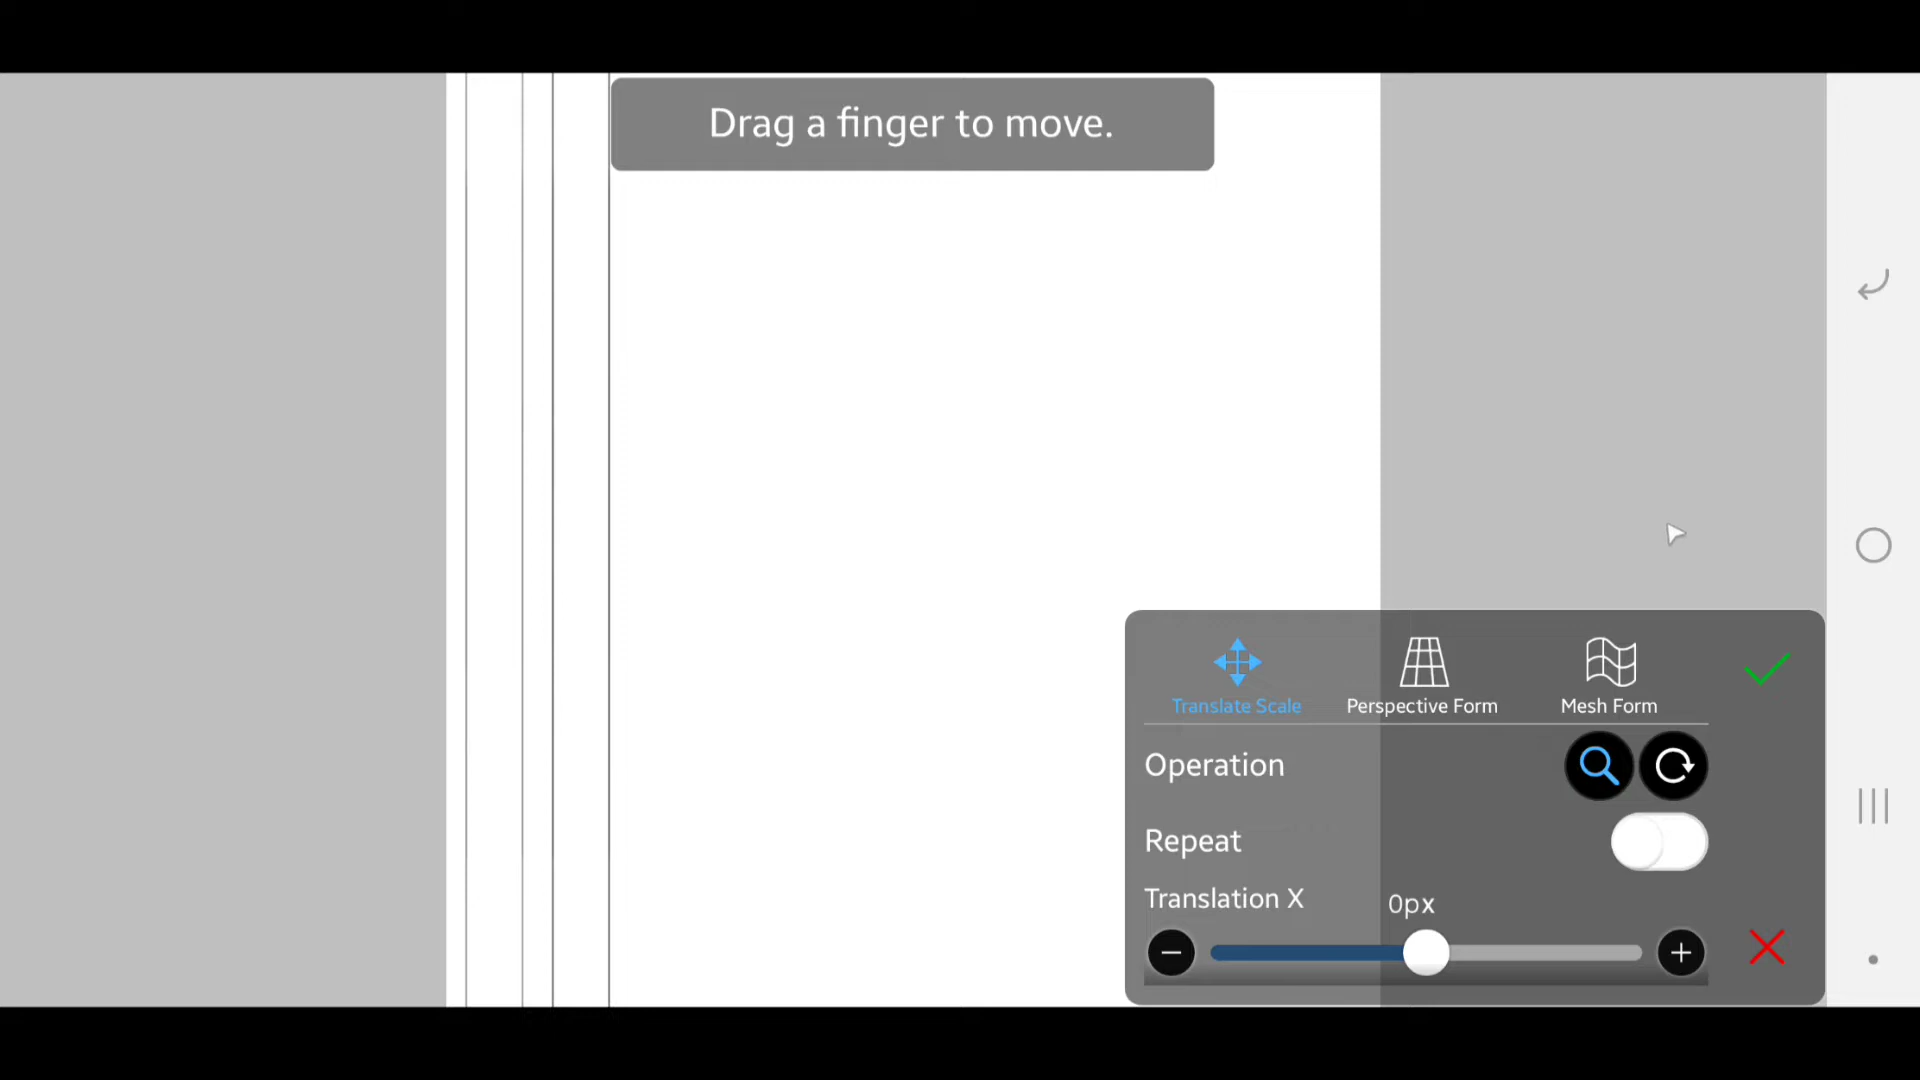 Drag a finger to move.
Translate Scale Perspective Form Mesh Form
Operation
Repeat
Translation X 0px